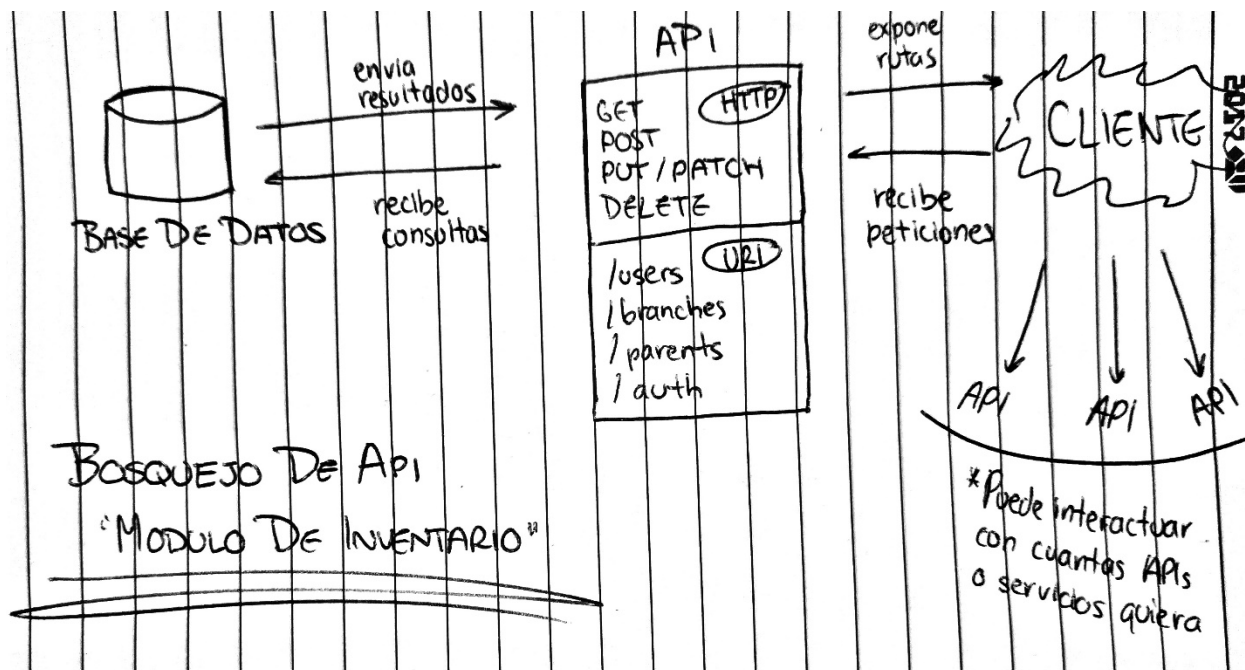 API
expone
rutas
envia
resultados
GET
HTTP
POST
PUT / PATCH
DELETE
CLIENTE
BASE DE DATOS
recibe
consultas
recibe
peticiones
URI
/users
/branches
/parents
/auth
API
API
API
BOSQUEJO DE API
"MODULO DE INVENTARIO"
*Puede interactuar
con cuantas APIs
o servicios quiera